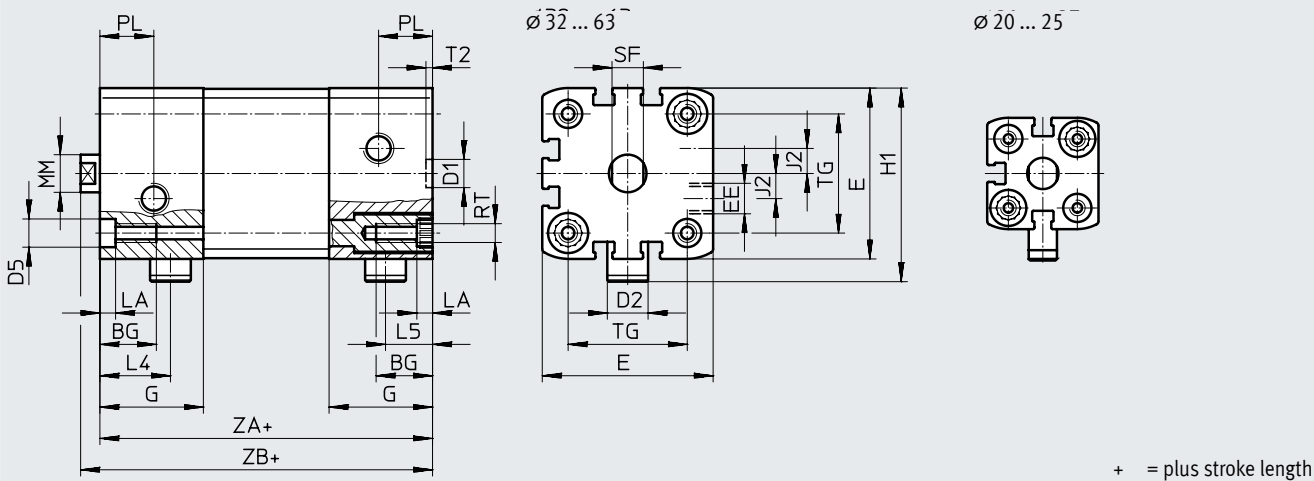 Ø 32 ... 63
Ø 20 ... 25
PL
PL
T2
SF
MM
D1
RT
D5
J2
J2
EE
TG
E
H1
LA
LA
BG
L5
L4
BG
G
G
ZA+
ZB+
D2
TG
E
+ = plus stroke length